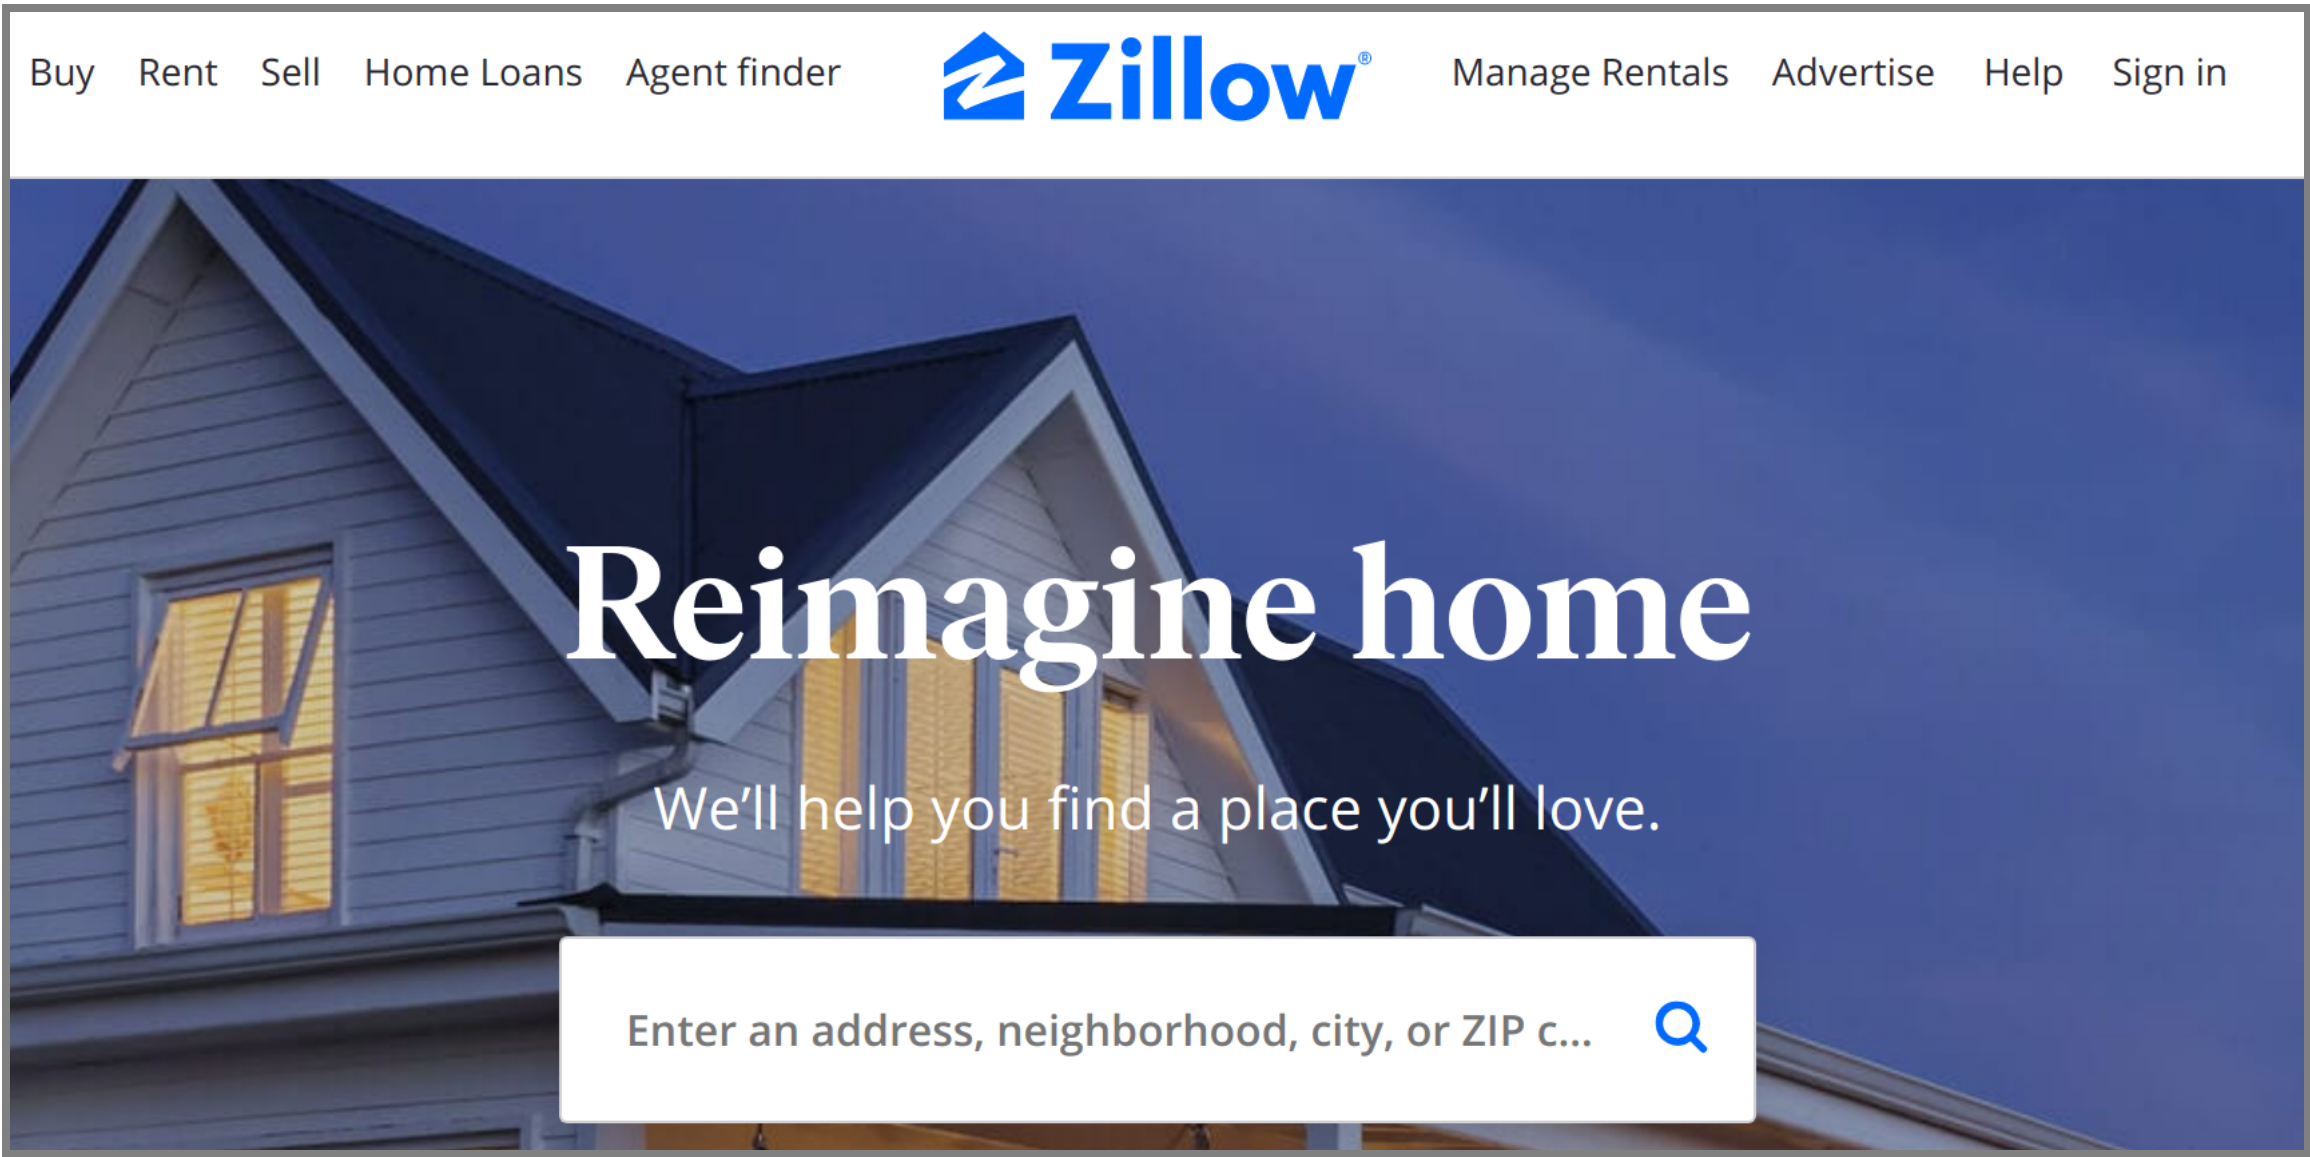 Buy Rent Sell Home Loans Agent finder Zillow® Manage Rentals Advertise Help Sign in
Reimagine home
We’ll help you find a place you’ll love.
Enter an address, neighborhood, city, or ZIP c...